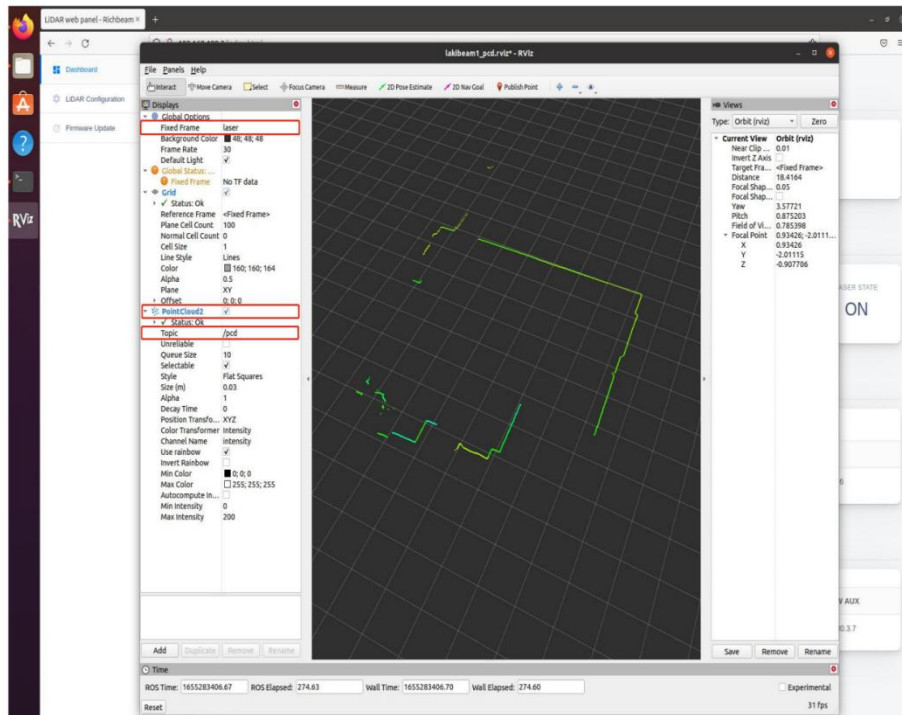 LiDAR web panel - Richbeam ×
+
Dashboard
LiDAR Configuration
Firmware Update
lakibeam1_pcd.rviz* - RViz
File Panels Help
Interact Move Camera Select Focus Camera Measure 2D Pose Estimate 2D Nav Goal Publish Point
Displays
Global Options
Fixed Frame laser
Background Color 48; 48; 48
Frame Rate 30
Default Light ✓
Global Status: ...
Fixed Frame No TF data
Grid ✓
✓ Status: Ok
Reference Frame <Fixed Frame>
Plane Cell Count 100
Normal Cell Count 0
Cell Size 1
Line Style Lines
Color 160; 160; 164
Alpha 0.5
Plane XY
Offset 0; 0; 0
PointCloud2 ✓
✓ Status: Ok
Topic /pcd
Unreliable
Queue Size 10
Selectable ✓
Style Flat Squares
Size (m) 0.03
Alpha 1
Decay Time 0
Position Transfo... XYZ
Color Transformer Intensity
Channel Name intensity
Use rainbow ✓
Invert Rainbow
Min Color 0; 0; 0
Max Color 255; 255; 255
Autocompute In...
Min Intensity 0
Max Intensity 200
Add Duplicate Remove Rename
Views
Type: Orbit (rviz) Zero
Current View Orbit (rviz)
Near Clip ... 0.01
Invert Z Axis
Target Fra... <Fixed Frame>
Distance 18.4164
Focal Shap... 0.05
Focal Shap...
Yaw 3.57721
Pitch 0.875203
Field of Vi... 0.785398
Focal Point 0.93426; -2.0111...
X 0.93426
Y -2.01115
Z -0.907706
Save Remove Rename
ASER STATE
ON
6
AUX
0.3.7
RViz
Time
ROS Time: 1655283406.67 ROS Elapsed: 274.63 Wall Time: 1655283406.70 Wall Elapsed: 274.60 Experimental
Reset 31 fps